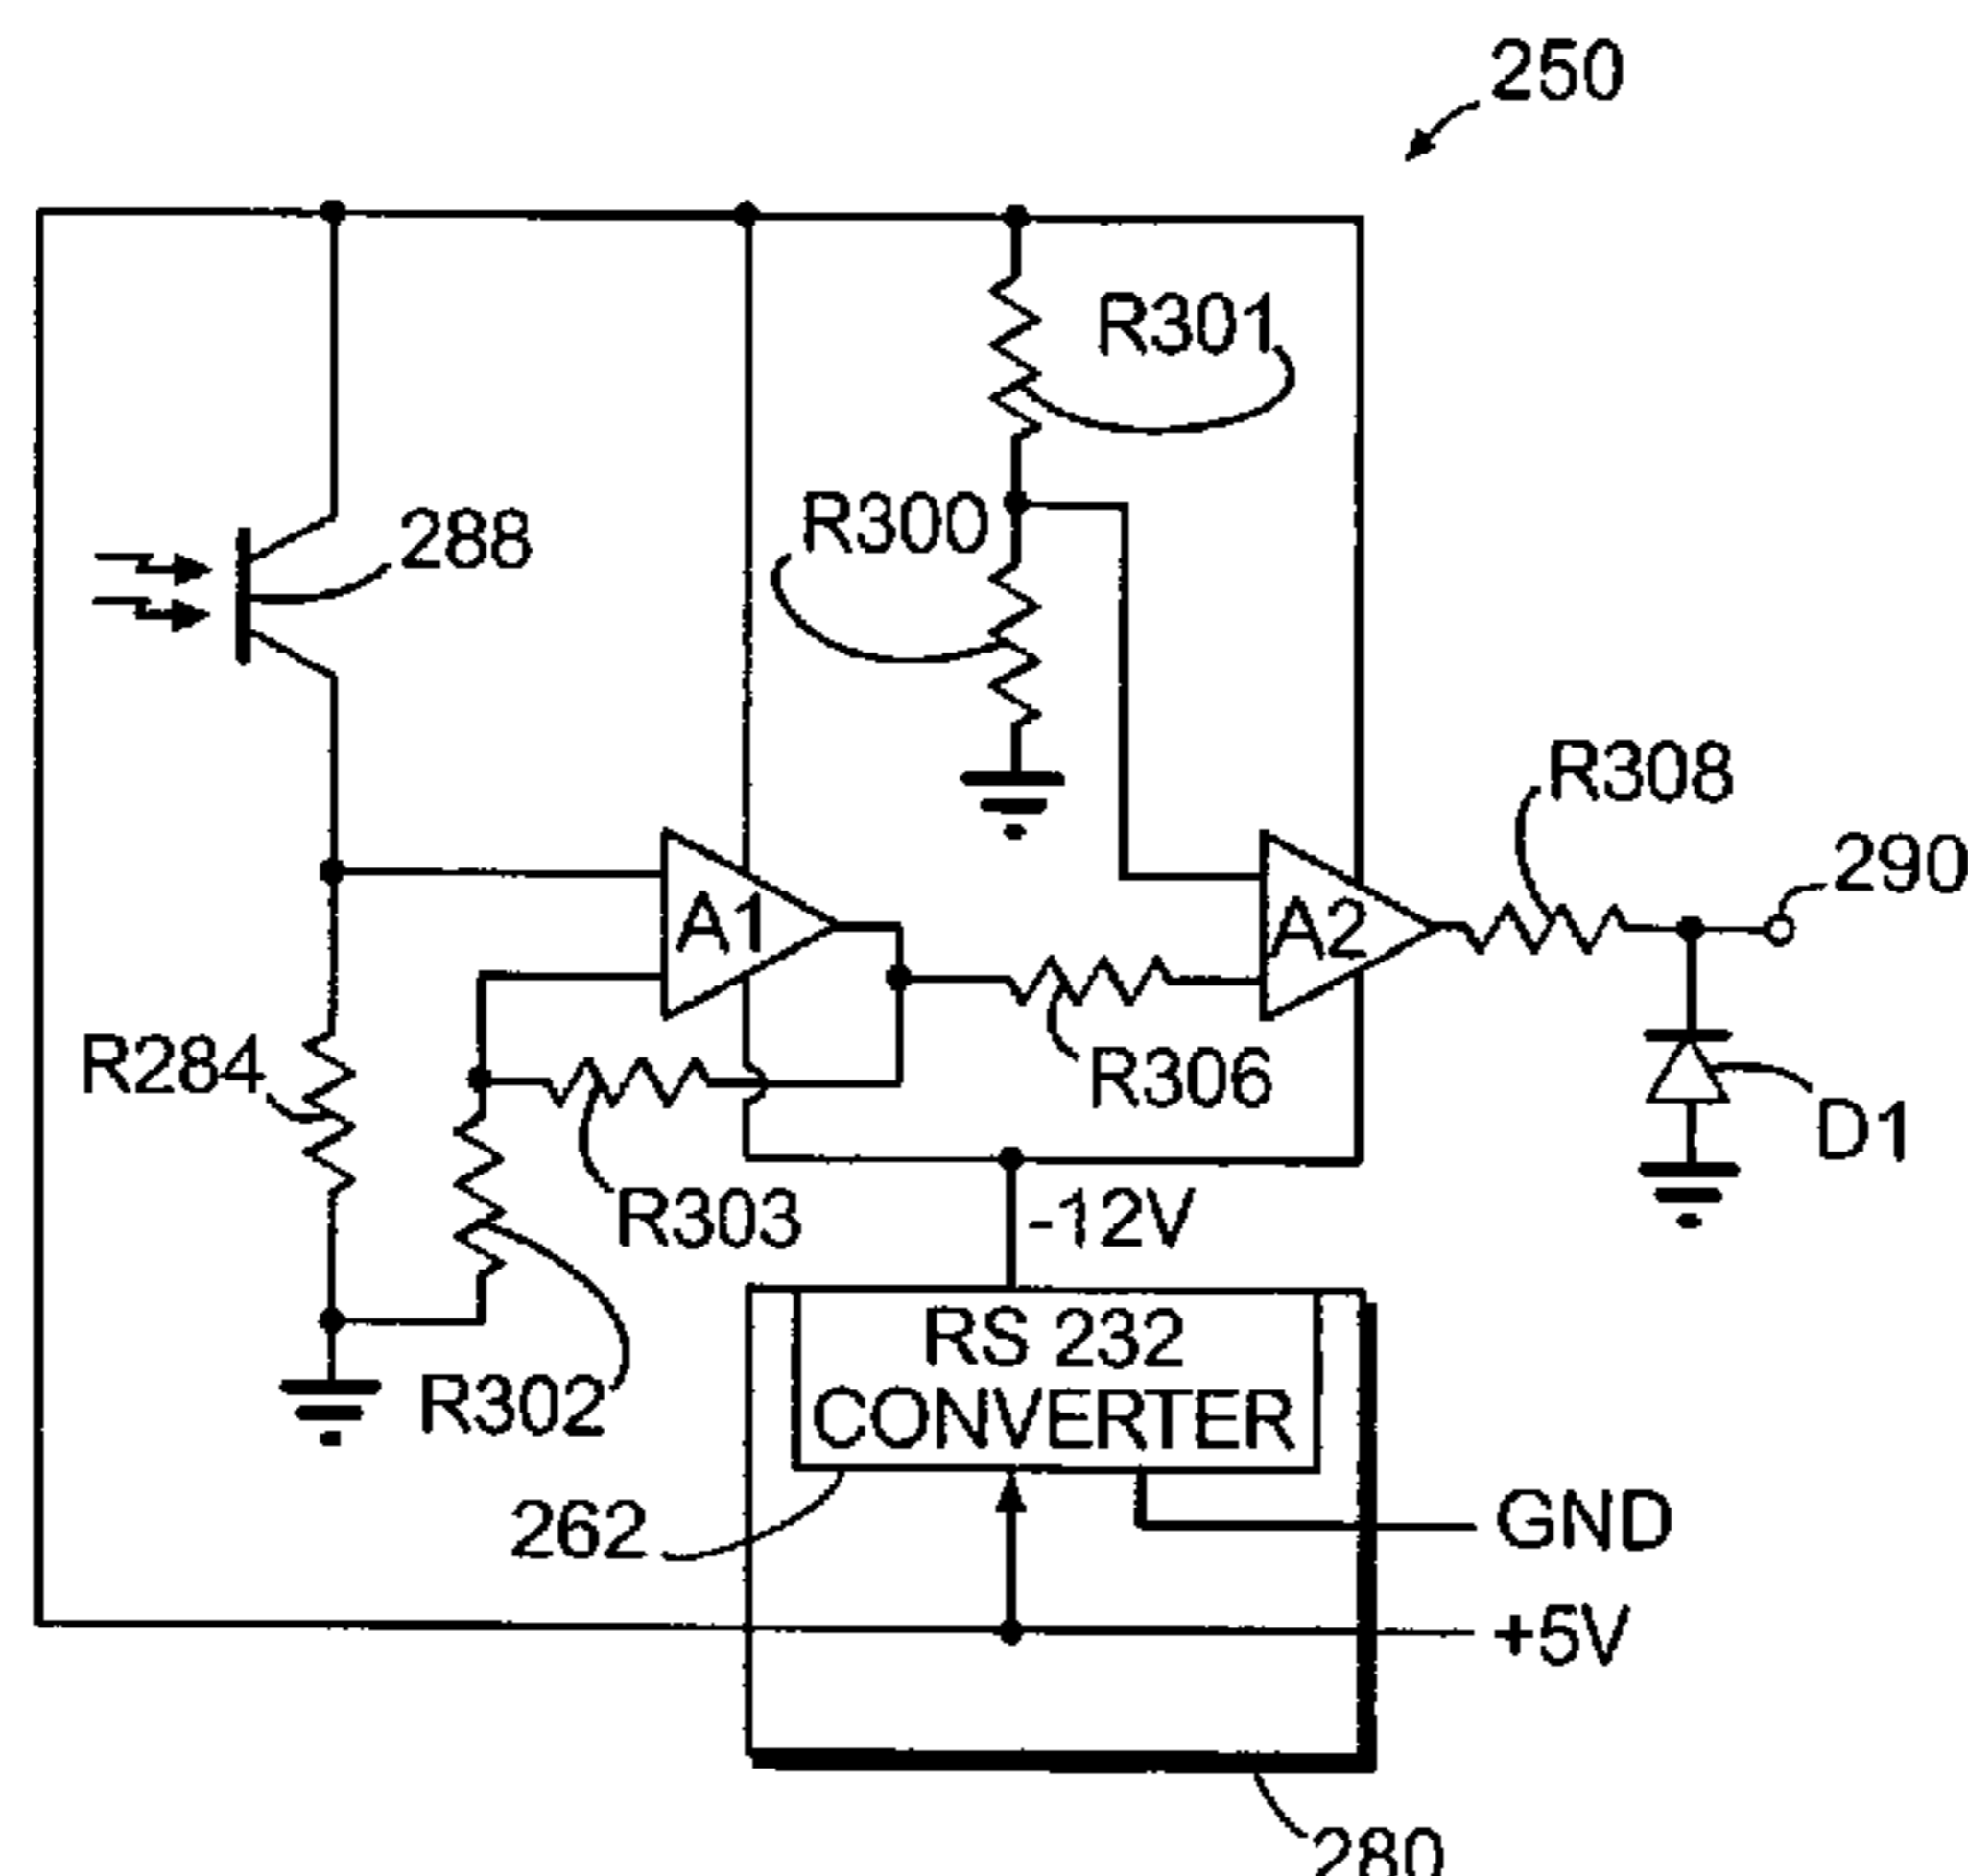 250
R301
R300
288
R308
290
A1
A2
R284
R306
D1
R303
-12V
R302
RS 232
CONVERTER
262
GND
+5V
280